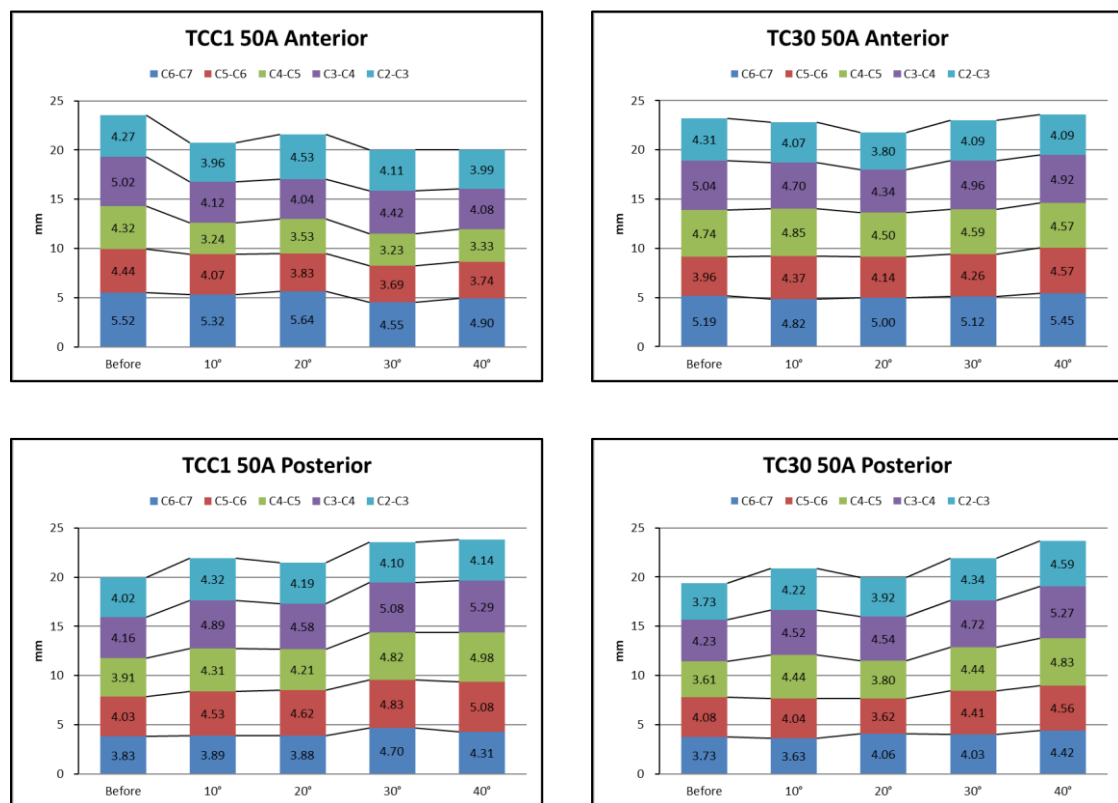 TCC1 50A Anterior
C6-C7 C5-C6 C4-C5 C3-C4 C2-C3
25
20
15
10
5
0
mm
4.27 3.96 4.53 4.11 3.99
5.02 4.12 4.04 4.42 4.08
4.32 3.24 3.53 3.23 3.33
4.44 4.07 3.83 3.69 3.74
5.52 5.32 5.64 4.55 4.90
Before 10° 20° 30° 40°
TC30 50A Anterior
C6-C7 C5-C6 C4-C5 C3-C4 C2-C3
25
20
15
10
5
0
mm
4.31 4.07 3.80 4.09 4.09
5.04 4.70 4.34 4.96 4.92
4.74 4.85 4.50 4.59 4.57
3.96 4.37 4.14 4.26 4.57
5.19 4.82 5.00 5.12 5.45
Before 10° 20° 30° 40°
TCC1 50A Posterior
C6-C7 C5-C6 C4-C5 C3-C4 C2-C3
25
20
15
10
5
0
mm
4.02 4.32 4.19 4.10 4.14
4.16 4.89 4.58 5.08 5.29
3.91 4.31 4.21 4.82 4.98
4.03 4.53 4.62 4.83 5.08
3.83 3.89 3.88 4.70 4.31
Before 10° 20° 30° 40°
TC30 50A Posterior
C6-C7 C5-C6 C4-C5 C3-C4 C2-C3
25
20
15
10
5
0
mm
3.73 4.22 3.92 4.34 4.59
4.23 4.52 4.54 4.72 5.27
3.61 4.44 3.80 4.44 4.83
4.08 4.04 3.62 4.41 4.56
3.73 3.63 4.06 4.03 4.42
Before 10° 20° 30° 40°